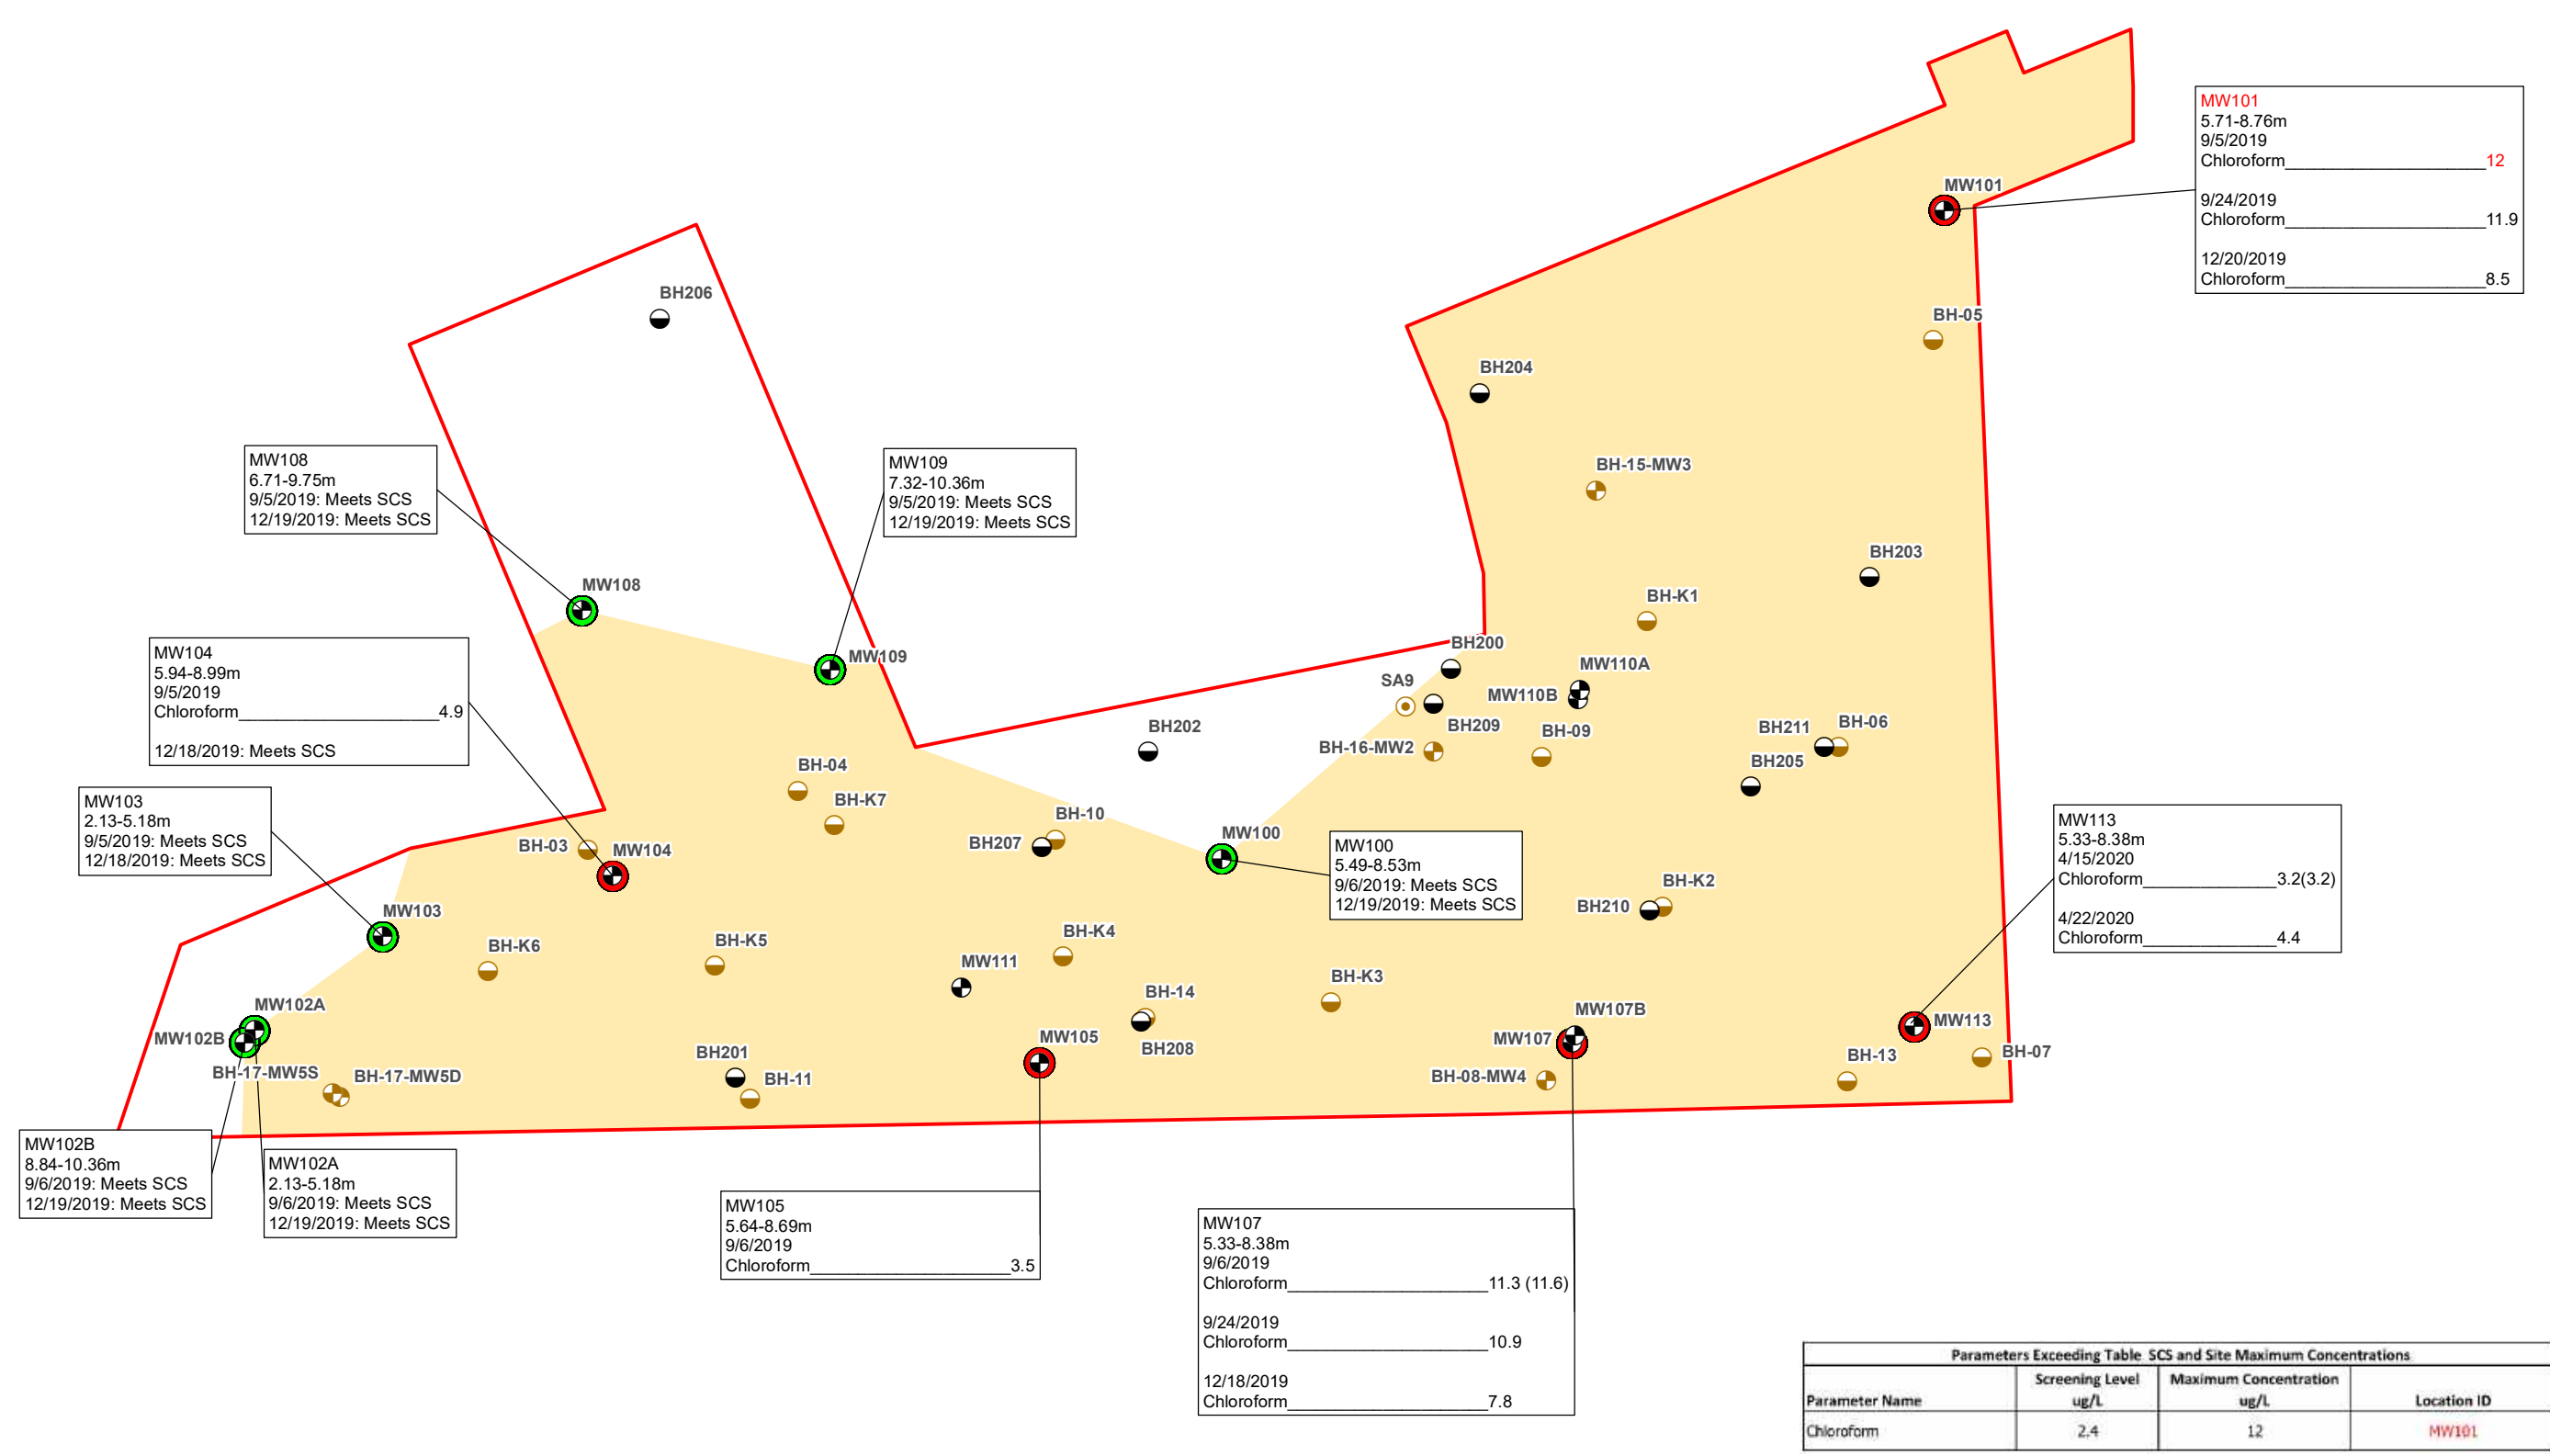 MW101
5.71-8.76m
9/5/2019
Chloroform_____________________12
9/24/2019
Chloroform_____________________11.9
12/20/2019
Chloroform_____________________8.5
MW101
BH206
BH-05
BH204
MW108
6.71-9.75m
9/5/2019: Meets SCS
12/19/2019: Meets SCS
MW109
7.32-10.36m
9/5/2019: Meets SCS
12/19/2019: Meets SCS
BH-15-MW3
BH203
MW108
BH-K1
MW104
5.94-8.99m
9/5/2019
Chloroform_____________________4.9
12/18/2019: Meets SCS
MW109
BH200
MW110A
SA9
MW110B
BH209
BH202
BH-16-MW2
BH-09
BH211
BH-06
BH205
BH-04
BH-K7
MW103
2.13-5.18m
9/5/2019: Meets SCS
12/18/2019: Meets SCS
BH-10
BH207
MW100
BH-03
MW104
MW100
5.49-8.53m
9/6/2019: Meets SCS
12/19/2019: Meets SCS
MW113
5.33-8.38m
4/15/2020
Chloroform______________3.2(3.2)
4/22/2020
Chloroform______________4.4
BH-K2
BH210
MW103
BH-K6
BH-K5
BH-K4
MW111
BH-K3
BH-14
BH208
MW102A
MW102B
MW105
MW107B
MW107
MW113
BH-13
BH-07
BH201
BH-11
BH-17-MW5S
BH-17-MW5D
BH-08-MW4
MW102B
8.84-10.36m
9/6/2019: Meets SCS
12/19/2019: Meets SCS
MW102A
2.13-5.18m
9/6/2019: Meets SCS
12/19/2019: Meets SCS
MW105
5.64-8.69m
9/6/2019
Chloroform_____________________3.5
MW107
5.33-8.38m
9/6/2019
Chloroform_____________________11.3 (11.6)
9/24/2019
Chloroform_____________________10.9
12/18/2019
Chloroform_____________________7.8
Parameters Exceeding Table SCS and Site Maximum Concentrations
Parameter Name Screening Level ug/L Maximum Concentration ug/L Location ID
Chloroform 2.4 12 MW101